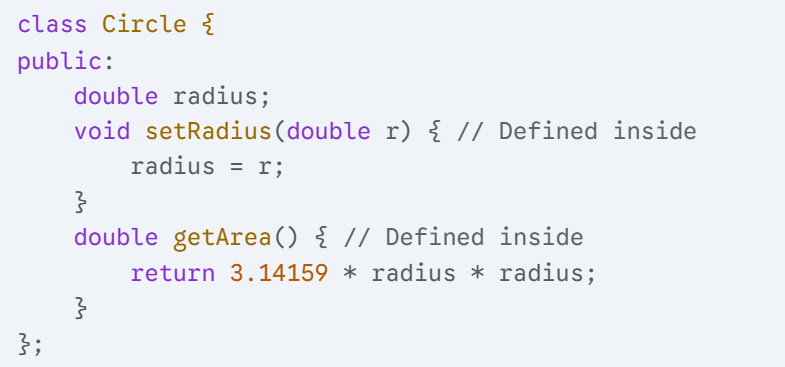 class Circle {
public:
    double radius;
    void setRadius(double r) { // Defined inside
        radius = r;
    }
    double getArea() { // Defined inside
        return 3.14159 * radius * radius;
    }
};